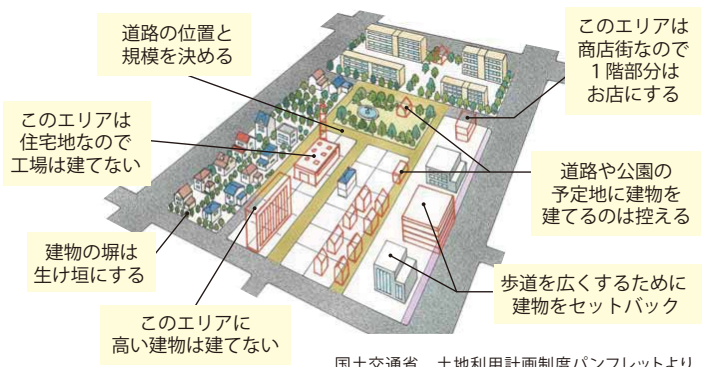 道路の位置と
規模を決める
このエリアは
商店街なので
１階部分は
お店にする
このエリアは
住宅地なので
工場は建てない
道路や公園の
予定地に建物を
建てるのは控える
建物の塀は
生け垣にする
歩道を広くするために
建物をセットバック
このエリアに
高い建物は建てない
国土交通省　土地利用計画制度パンフレットより